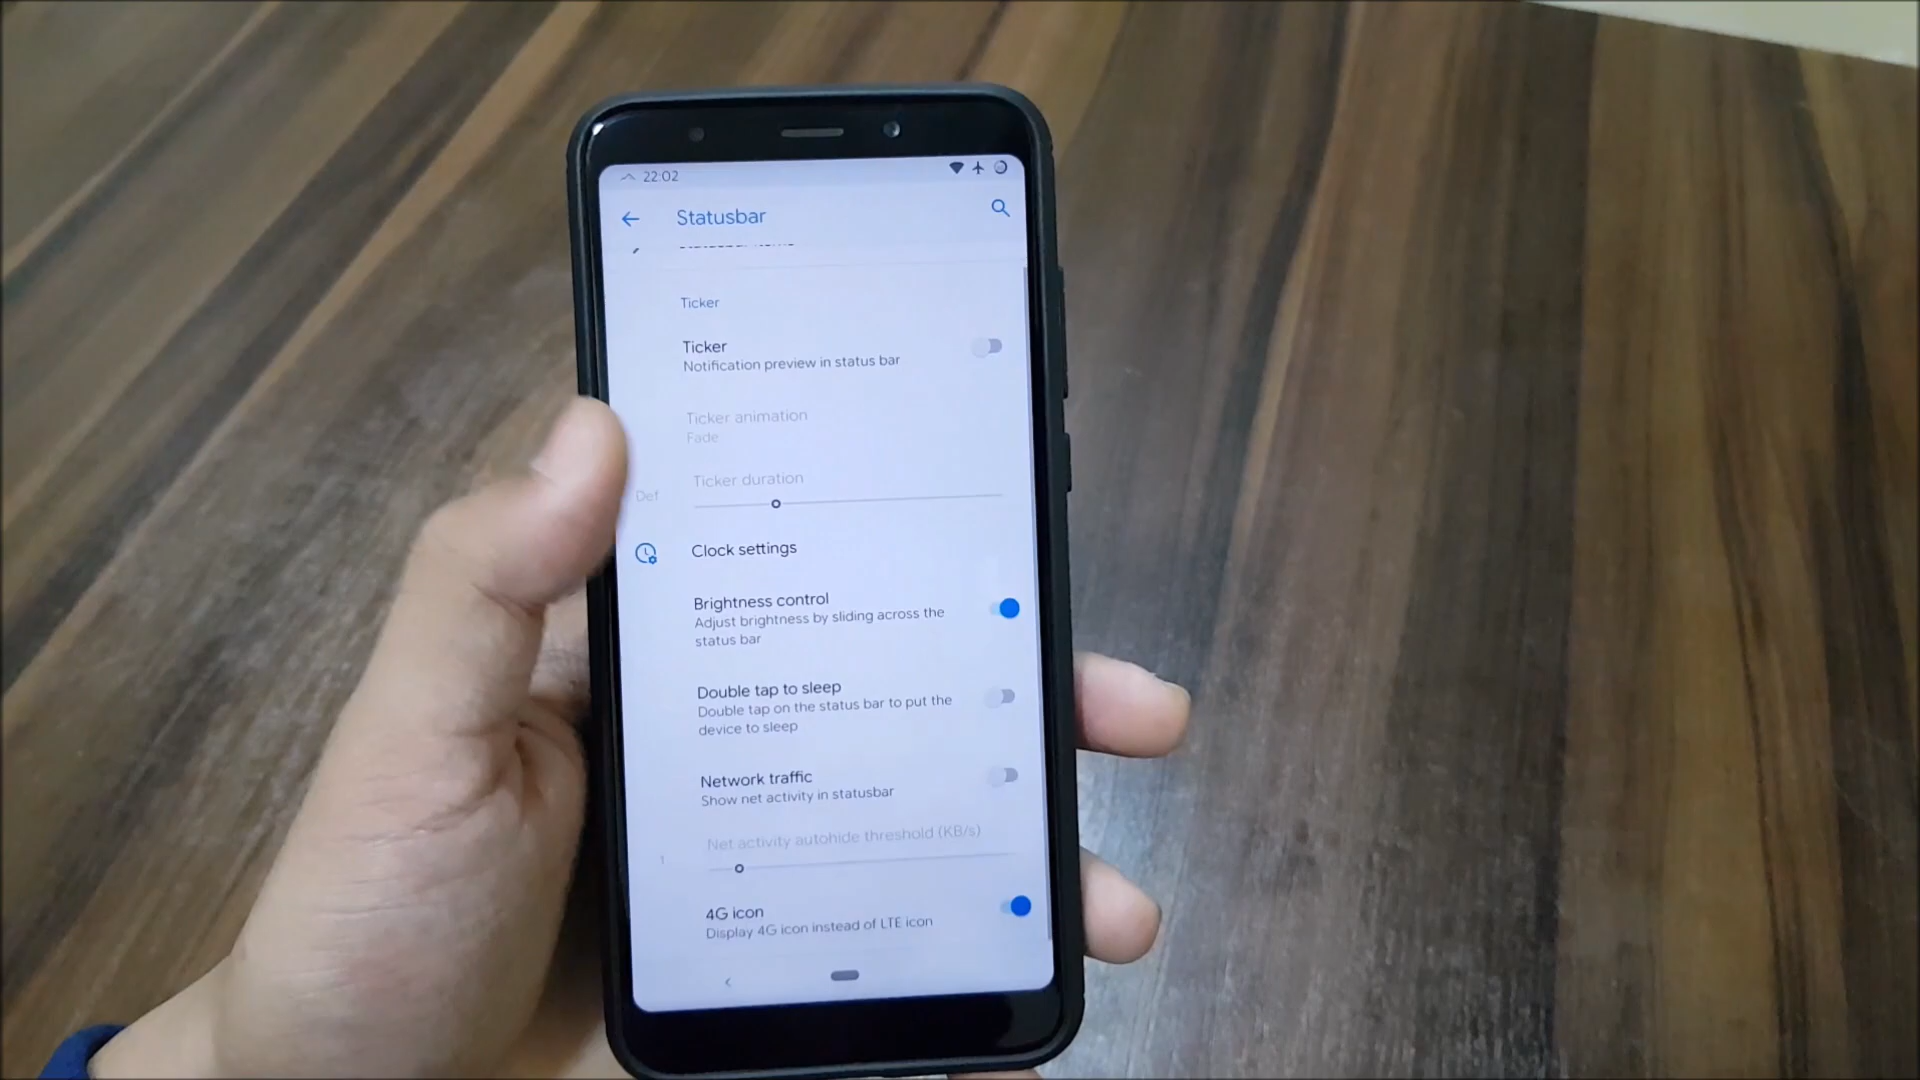 22:02
Statusbar
Ticker
Ticker
Notification preview in status bar
Ticker animation
Fade
Ticker duration
Def
Clock settings
Brightness control
Adjust brightness by sliding across the
status bar
Double tap to sleep
Double tap on the status bar to put the
device to sleep
Network traffic
Show net activity in statusbar
Net activity autohide threshold (KB/s)
1
4G icon
Display 4G icon instead of LTE icon